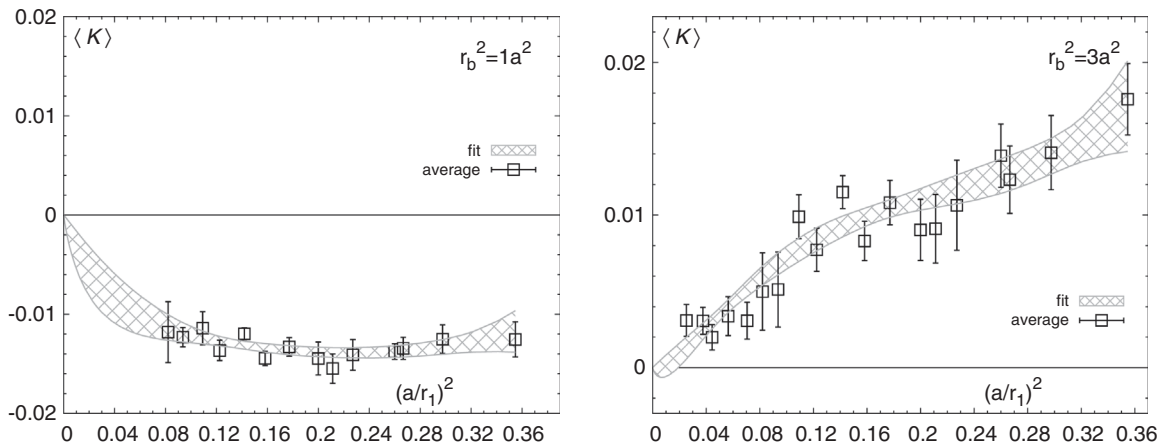 0.02
⟨ K ⟩
r_b^2=1a^2
0.01
fit
average
0
-0.01
(a/r_1)^2
-0.02
0 0.04 0.08 0.12 0.16 0.2 0.24 0.28 0.32 0.36
⟨ K ⟩
r_b^2=3a^2
0.02
0.01
fit
average
0
(a/r_1)^2
0 0.04 0.08 0.12 0.16 0.2 0.24 0.28 0.32 0.36